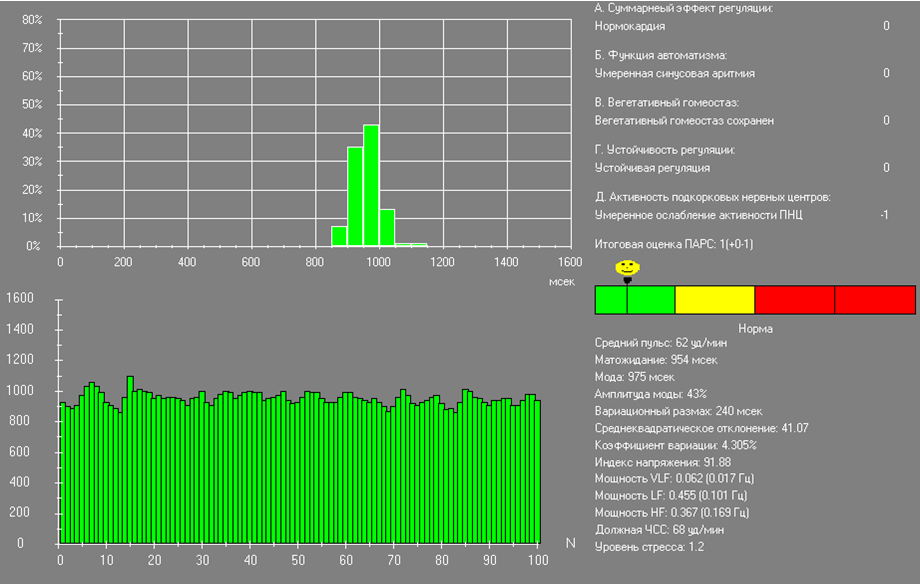 80%
70%
60%
50%
40%
30%
20%
10%
0%
0 200 400 600 800 1000 1200 1400 1600
мсек
1600
1400
1200
1000
800
600
400
200
0
0 10 20 30 40 50 60 70 80 90 100 N
А. Суммарнеый эффект регуляции:
Нормокардия 0
Б. Функция автоматизма:
Умеренная синусовая аритмия 0
В. Вегетативный гомеостаз:
Вегетативный гомеостаз сохранен 0
Г. Устойчивость регуляции:
Устойчивая регуляция 0
Д. Активность подкорковых нервных центров:
Умеренное ослабление активности ПНЦ -1
Итоговая оценка ПАРС: 1(+0-1)
Норма
Средний пульс: 62 уд/мин
Матожидание: 954 мсек
Мода: 975 мсек
Амплитуда моды: 43%
Вариационный размах: 240 мсек
Среднеквадратическое отклонение: 41.07
Коэффициент вариации: 4.305%
Индекс напряжения: 91.88
Мощность VLF: 0.062 (0.017 Гц)
Мощность LF: 0.455 (0.101 Гц)
Мощность HF: 0.367 (0.169 Гц)
Должная ЧСС: 68 уд/мин
Уровень стресса: 1.2